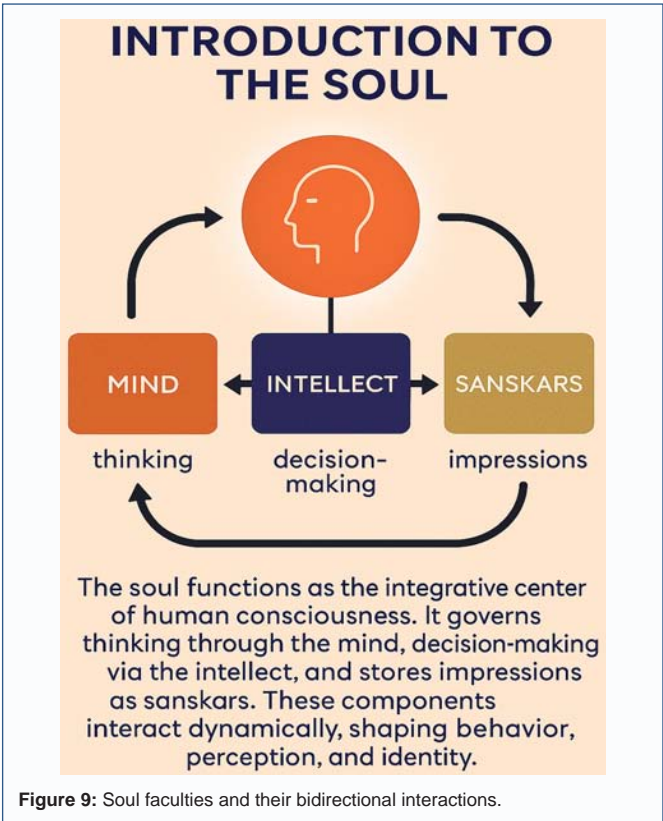 INTRODUCTION TO
THE SOUL
MIND
INTELLECT
SANSKARS
thinking
decision-
making
impressions
The soul functions as the integrative center
of human consciousness. It governs
thinking through the mind, decision-making
via the intellect, and stores impressions
as sanskars. These components
interact dynamically, shaping behavior,
perception, and identity.
Figure 9: Soul faculties and their bidirectional interactions.